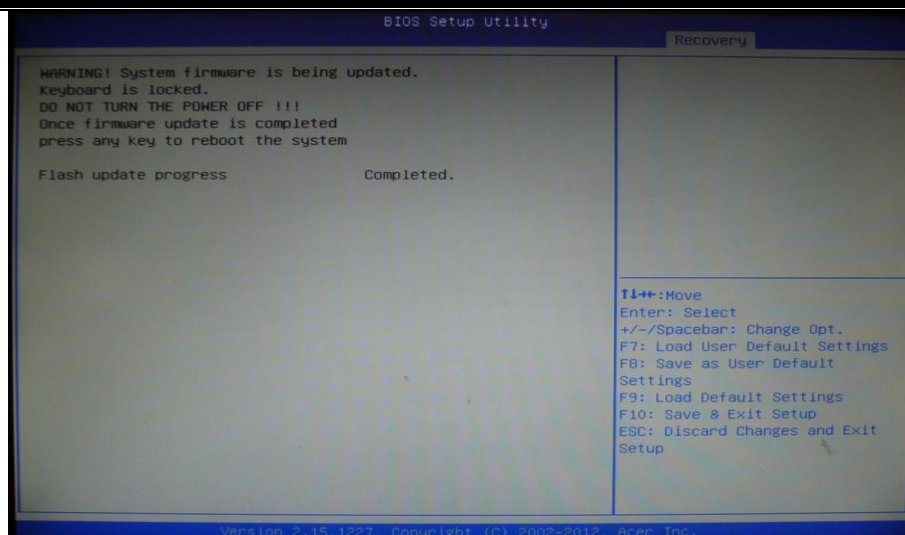 BIOS Setup Utility
Recovery
WARNING! System firmware is being updated.
Keyboard is locked.
DO NOT TURN THE POWER OFF !!!
Once firmware update is completed
press any key to reboot the system
Flash update progress Completed.
↑↓→←:Move
Enter: Select
+/-/Spacebar: Change Opt.
F7: Load User Default Settings
F8: Save as User Default
Settings
F9: Load Default Settings
F10: Save & Exit Setup
ESC: Discard Changes and Exit
Setup
Version 2.15.1227. Copyright (C) 2002-2012 Acer Inc.